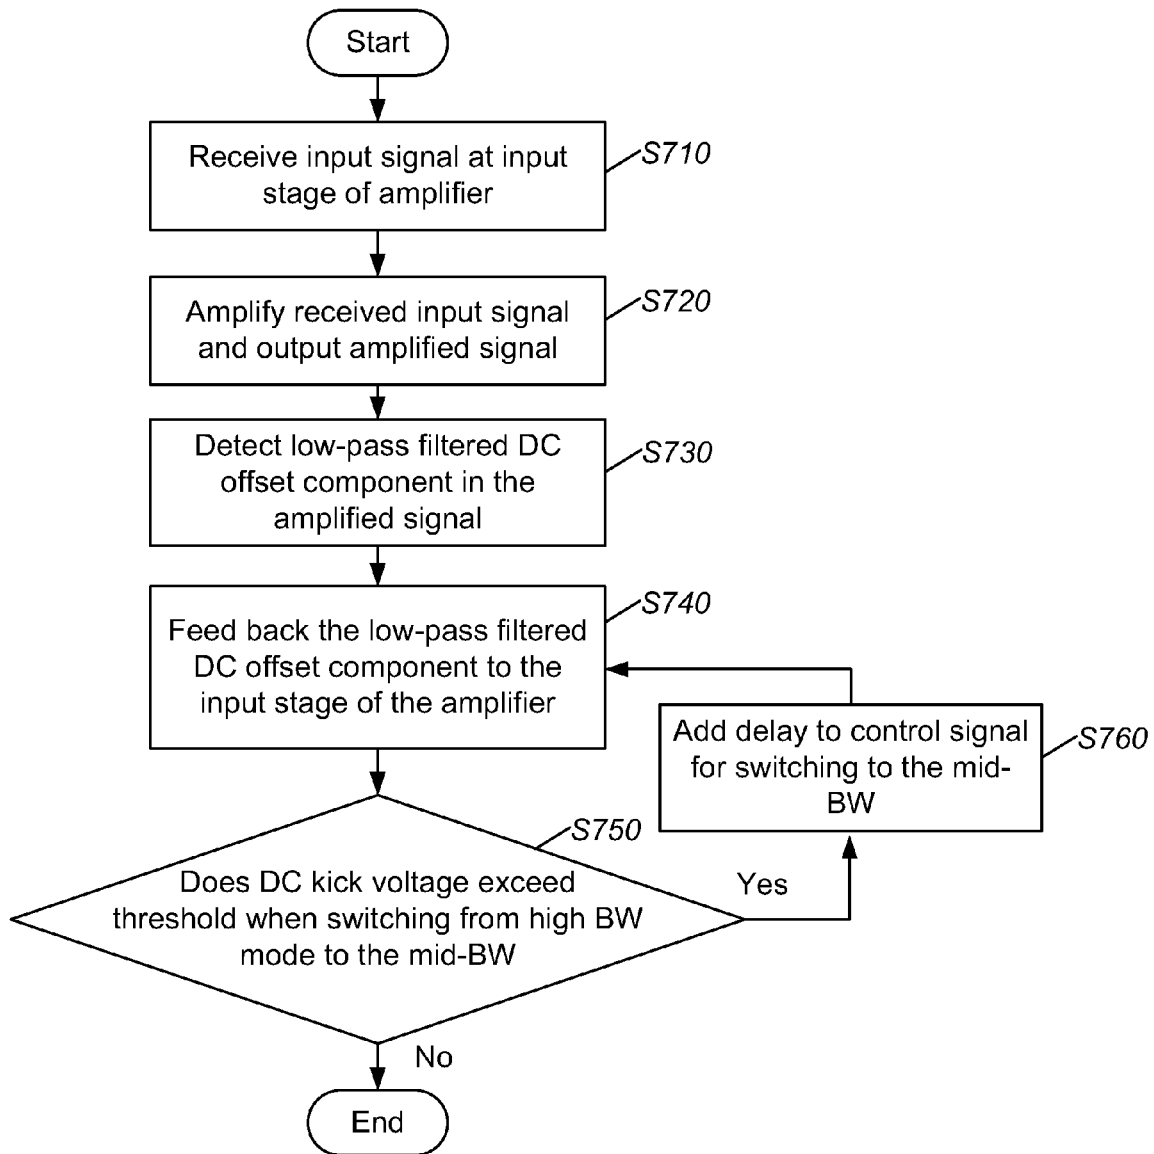 Start
Receive input signal at input
stage of amplifier
S710
Amplify received input signal
and output amplified signal
S720
Detect low-pass filtered DC
offset component in the
amplified signal
S730
Feed back the low-pass filtered
DC offset component to the
input stage of the amplifier
S740
Add delay to control signal
for switching to the mid-
BW
S760
Does DC kick voltage exceed
threshold when switching from high BW
mode to the mid-BW
S750
Yes
No
End